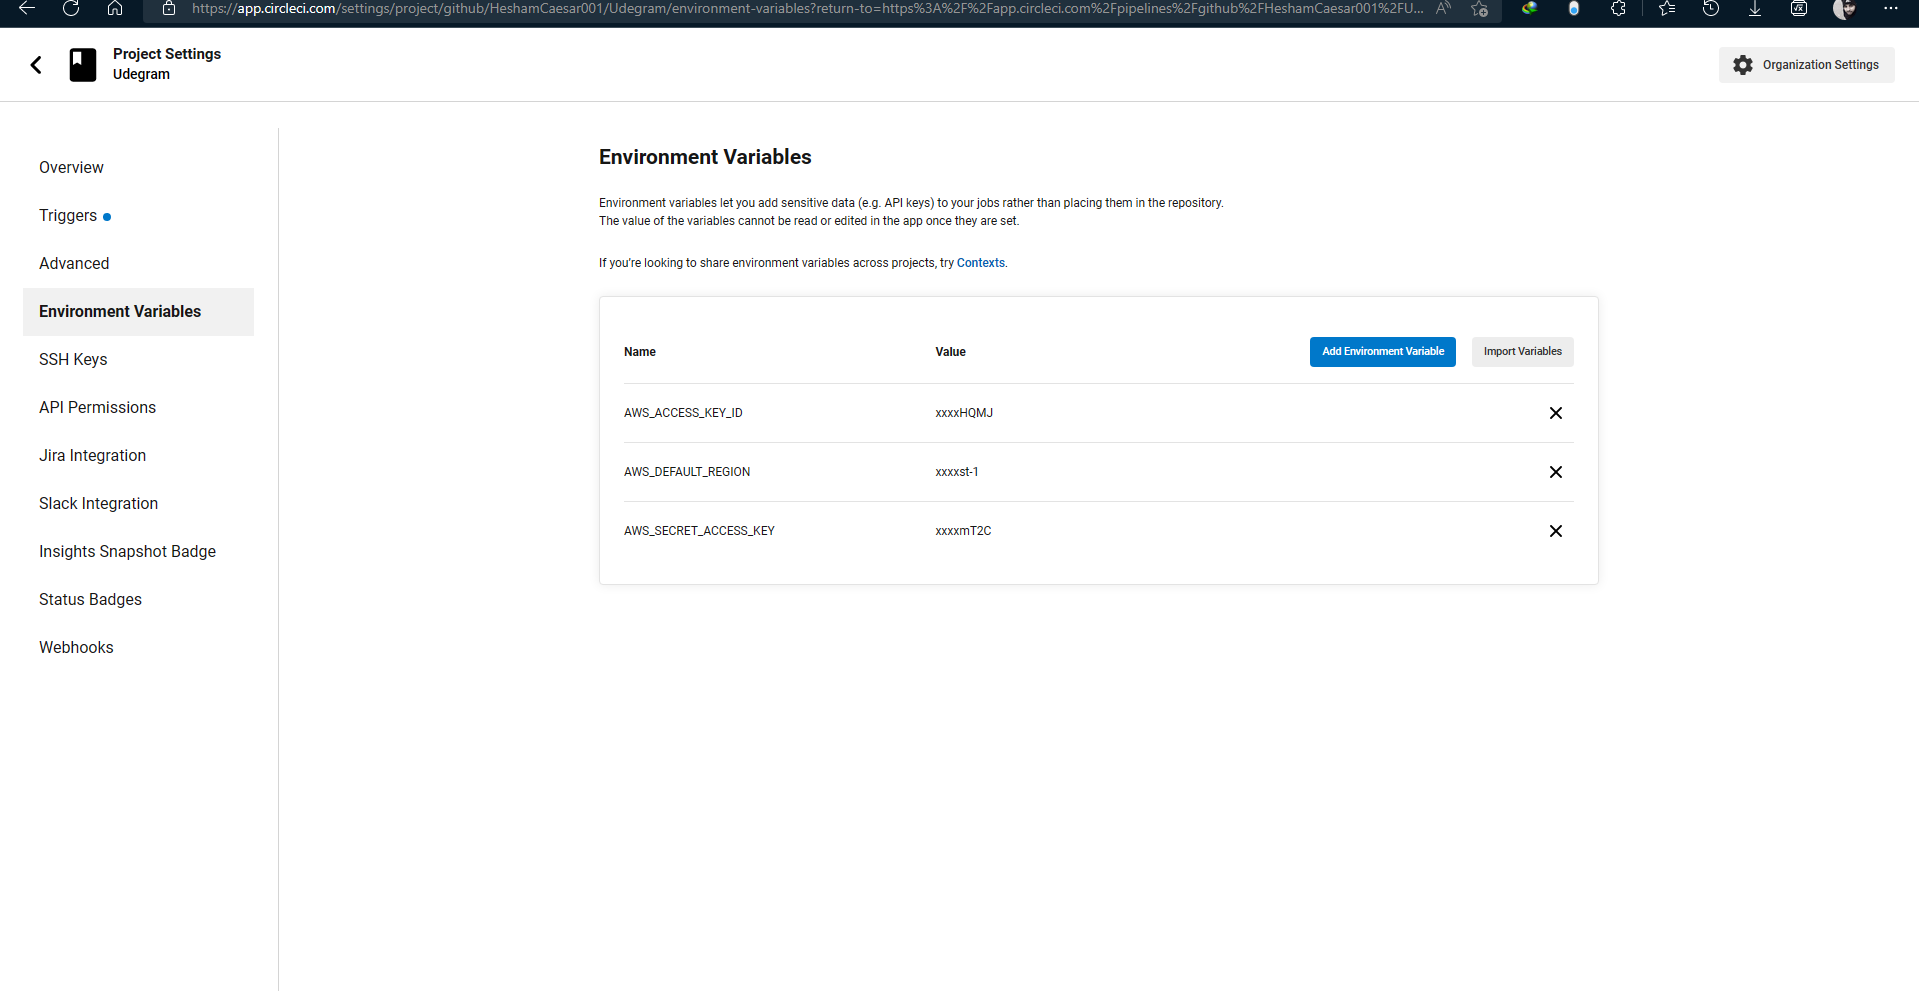 https://app.circleci.com/settings/project/github/HeshamCaesar001/Udegram/environment-variables?return-to=https%3A%2F%2Fapp.circleci.com%2Fpipelines%2Fgithub%2FHeshamCaesar001%2FU...
Project Settings
Udegram
Organization Settings
Overview
Triggers
Advanced
Environment Variables
SSH Keys
API Permissions
Jira Integration
Slack Integration
Insights Snapshot Badge
Status Badges
Webhooks
Environment Variables
Environment variables let you add sensitive data (e.g. API keys) to your jobs rather than placing them in the repository.
The value of the variables cannot be read or edited in the app once they are set.
If you're looking to share environment variables across projects, try Contexts.
Name Value Add Environment Variable Import Variables
AWS_ACCESS_KEY_ID xxxxHQMJ
AWS_DEFAULT_REGION xxxxst-1
AWS_SECRET_ACCESS_KEY xxxxmT2C